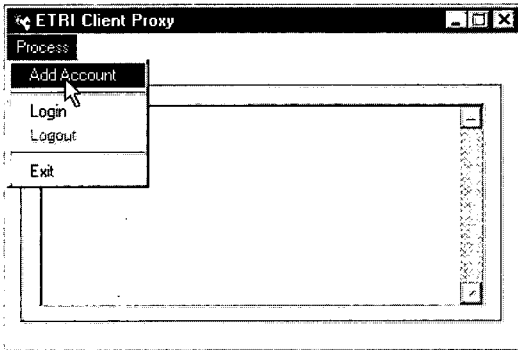 ETRI Client Proxy
Process
Add Account
Login
Logout
Exit